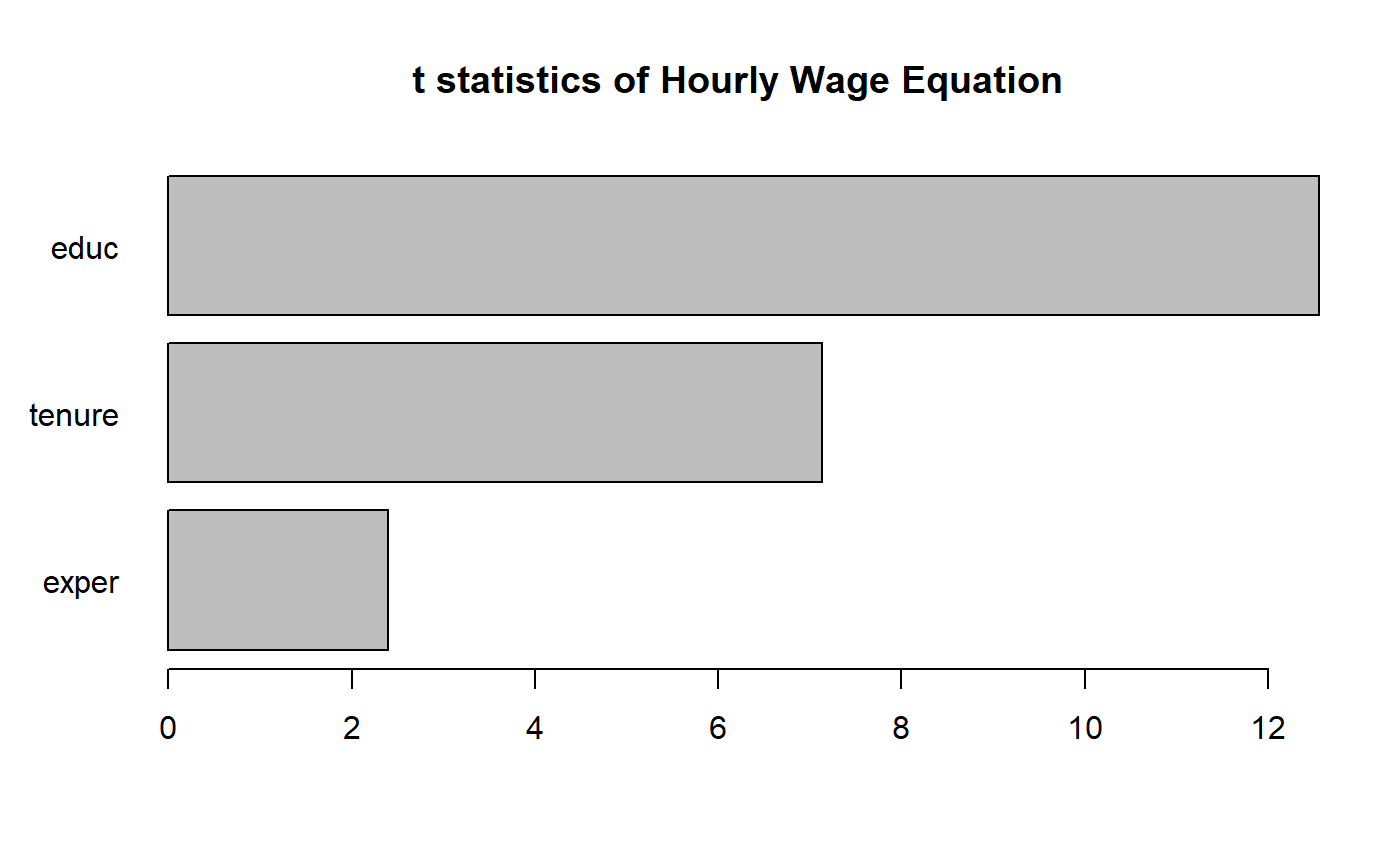 t statistics of Hourly Wage Equation
educ
tenure
exper
0 2 4 6 8 10 12